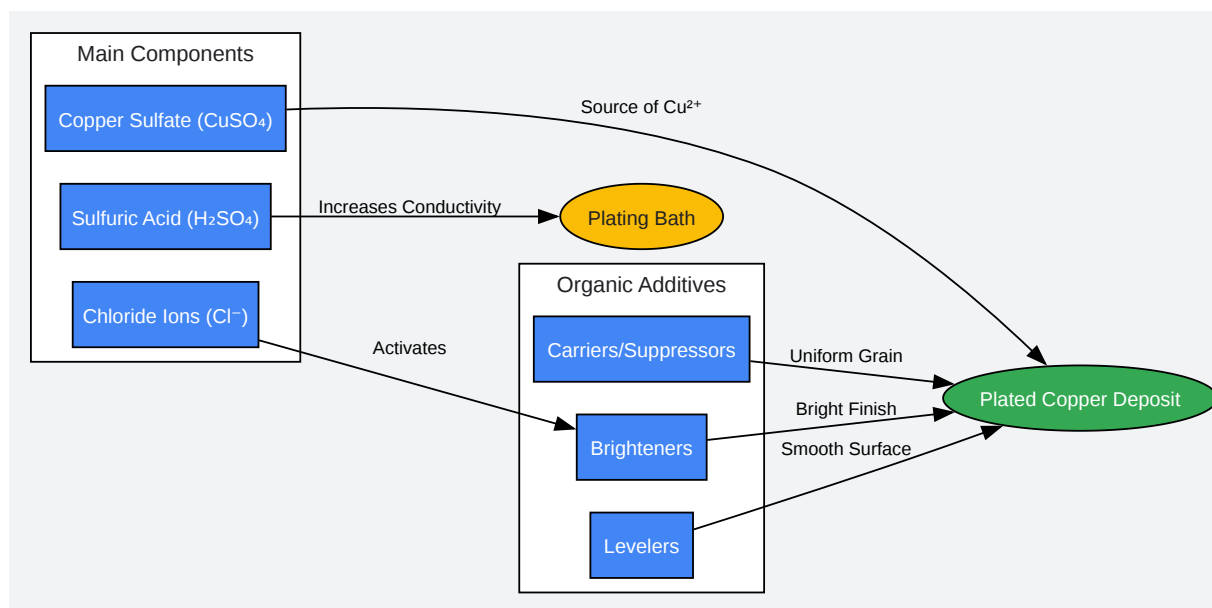 Main Components
Copper Sulfate (CuSO₄)
Source of Cu²⁺
Sulfuric Acid (H₂SO₄)
Increases Conductivity
Plating Bath
Chloride Ions (Cl⁻)
Activates
Organic Additives
Carriers/Suppressors
Uniform Grain
Brighteners
Bright Finish
Levelers
Smooth Surface
Plated Copper Deposit